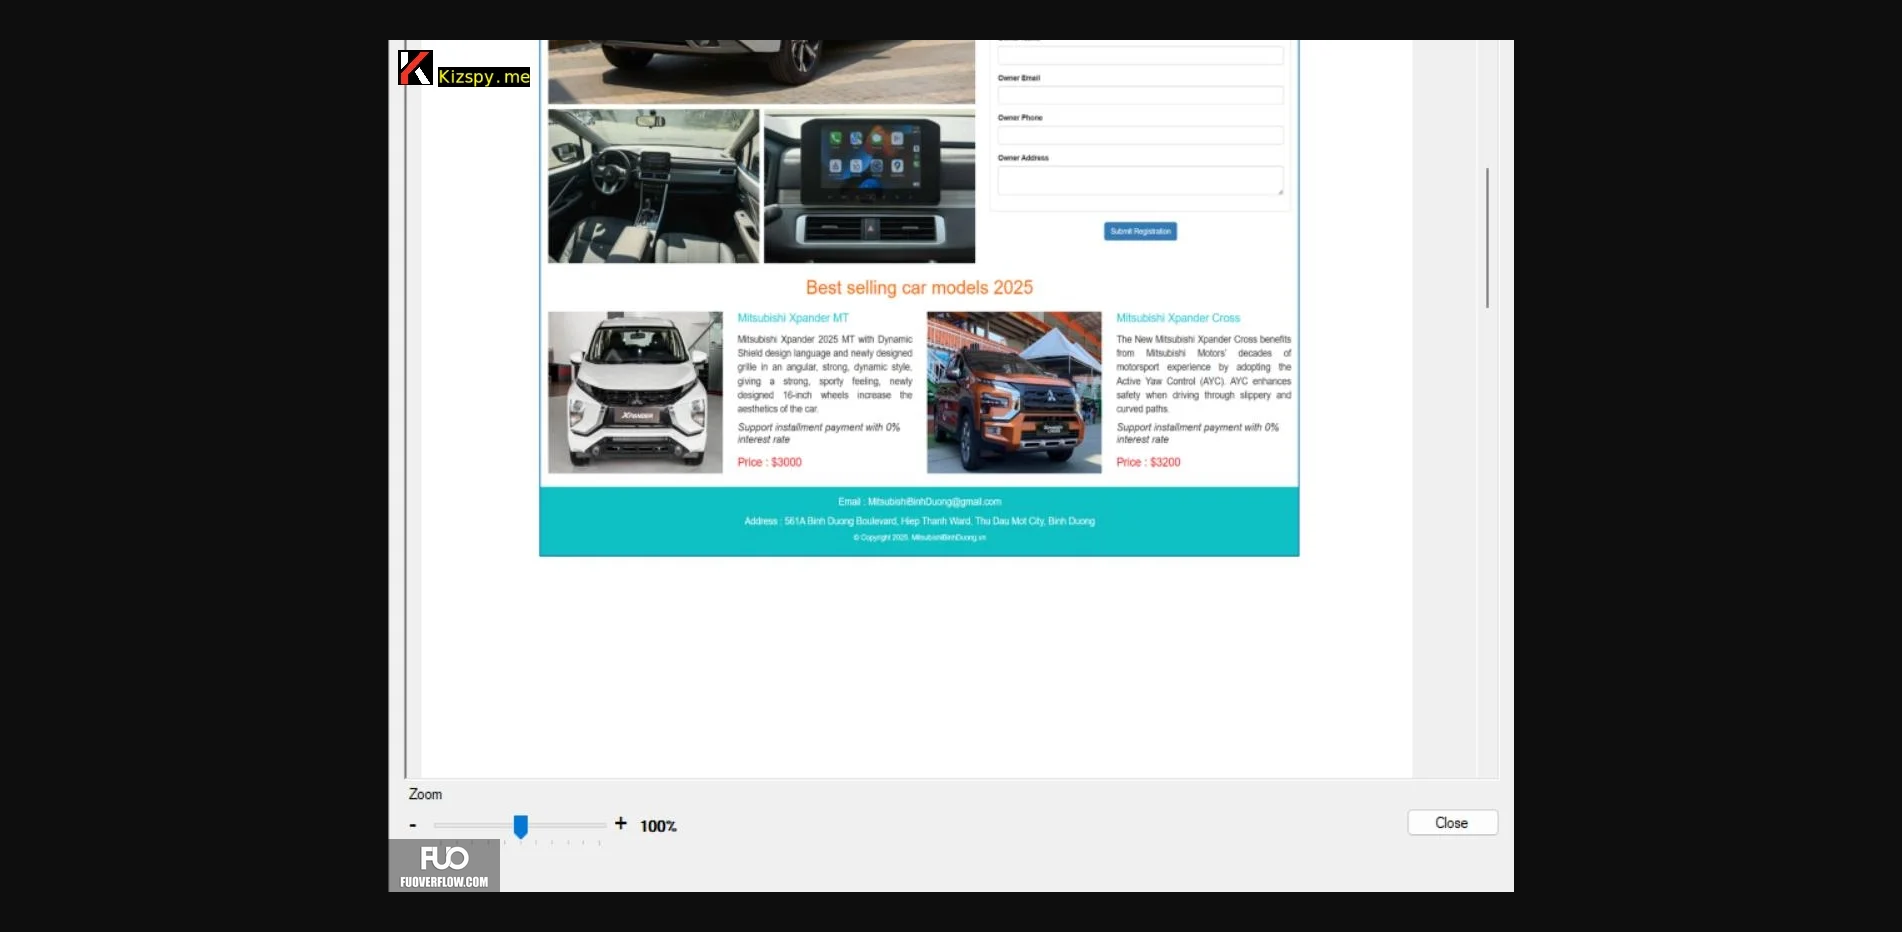 Kizspy.me
Owner Email
Owner Phone
Owner Address
Submit Registration
Best selling car models 2025
Mitsubishi Xpander MT
Mitsubishi Xpander 2025 MT with Dynamic
Shield design language and newly designed
grille in an angular, strong, dynamic style,
giving a strong, sporty feeling, newly
designed 16-inch wheels increase the
aesthetics of the car.
Support installment payment with 0%
interest rate
Price : $3000
XPANDER
Mitsubishi Xpander Cross
The New Mitsubishi Xpander Cross benefits
from Mitsubishi Motors' decades of
motorsport experience by adopting the
Active Yaw Control (AYC). AYC enhances
safety when driving through slippery and
curved paths.
Support installment payment with 0%
interest rate
Price : $3200
Email : MitsubishiBinhDuong@gmail.com
Address : 561A Binh Duong Boulevard, Hiep Thanh Ward, Thu Dau Mot City, Binh Duong
© Copyright 2025. MitsubishiBinhDuong.vn
Zoom
- + 100%
Close
FUO
FUOVERFLOW.COM